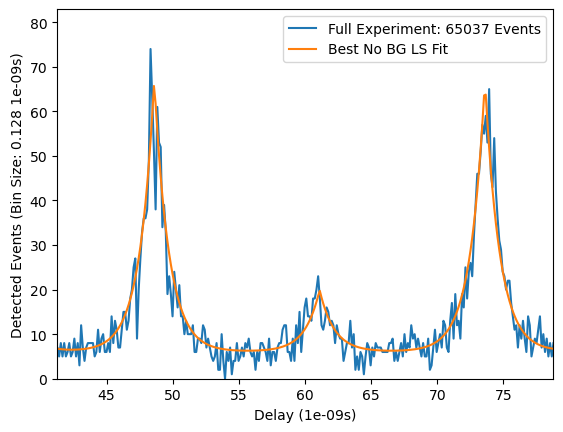 Full Experiment: 65037 Events
Best No BG LS Fit
Detected Events (Bin Size: 0.128 1e-09s)
80
70
60
50
40
30
20
10
0
45 50 55 60 65 70 75
Delay (1e-09s)